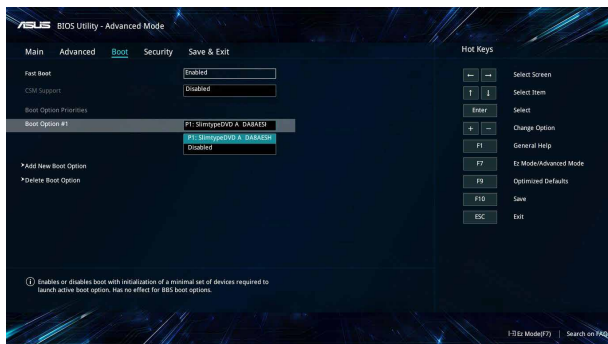 ASUS BIOS Utility - Advanced Mode
Main Advanced Boot Security Save & Exit
Hot Keys
Fast Boot Enabled
CSM Support Disabled
Boot Option Priorities
Boot Option #1 P1: SlimtypeDVD A DA8AESH
P1: SlimtypeDVD A DA8AESH
Disabled
>Add New Boot Option
>Delete Boot Option
← → Select Screen
↑ ↓ Select Item
Enter Select
+ − Change Option
F1 General Help
F7 Ez Mode/Advanced Mode
F9 Optimized Defaults
F10 Save
ESC Exit
Enables or disables boot with initialization of a minimal set of devices required to
launch active boot option. Has no effect for BBS boot options.
Ez Mode(F7) | Search on FAQ